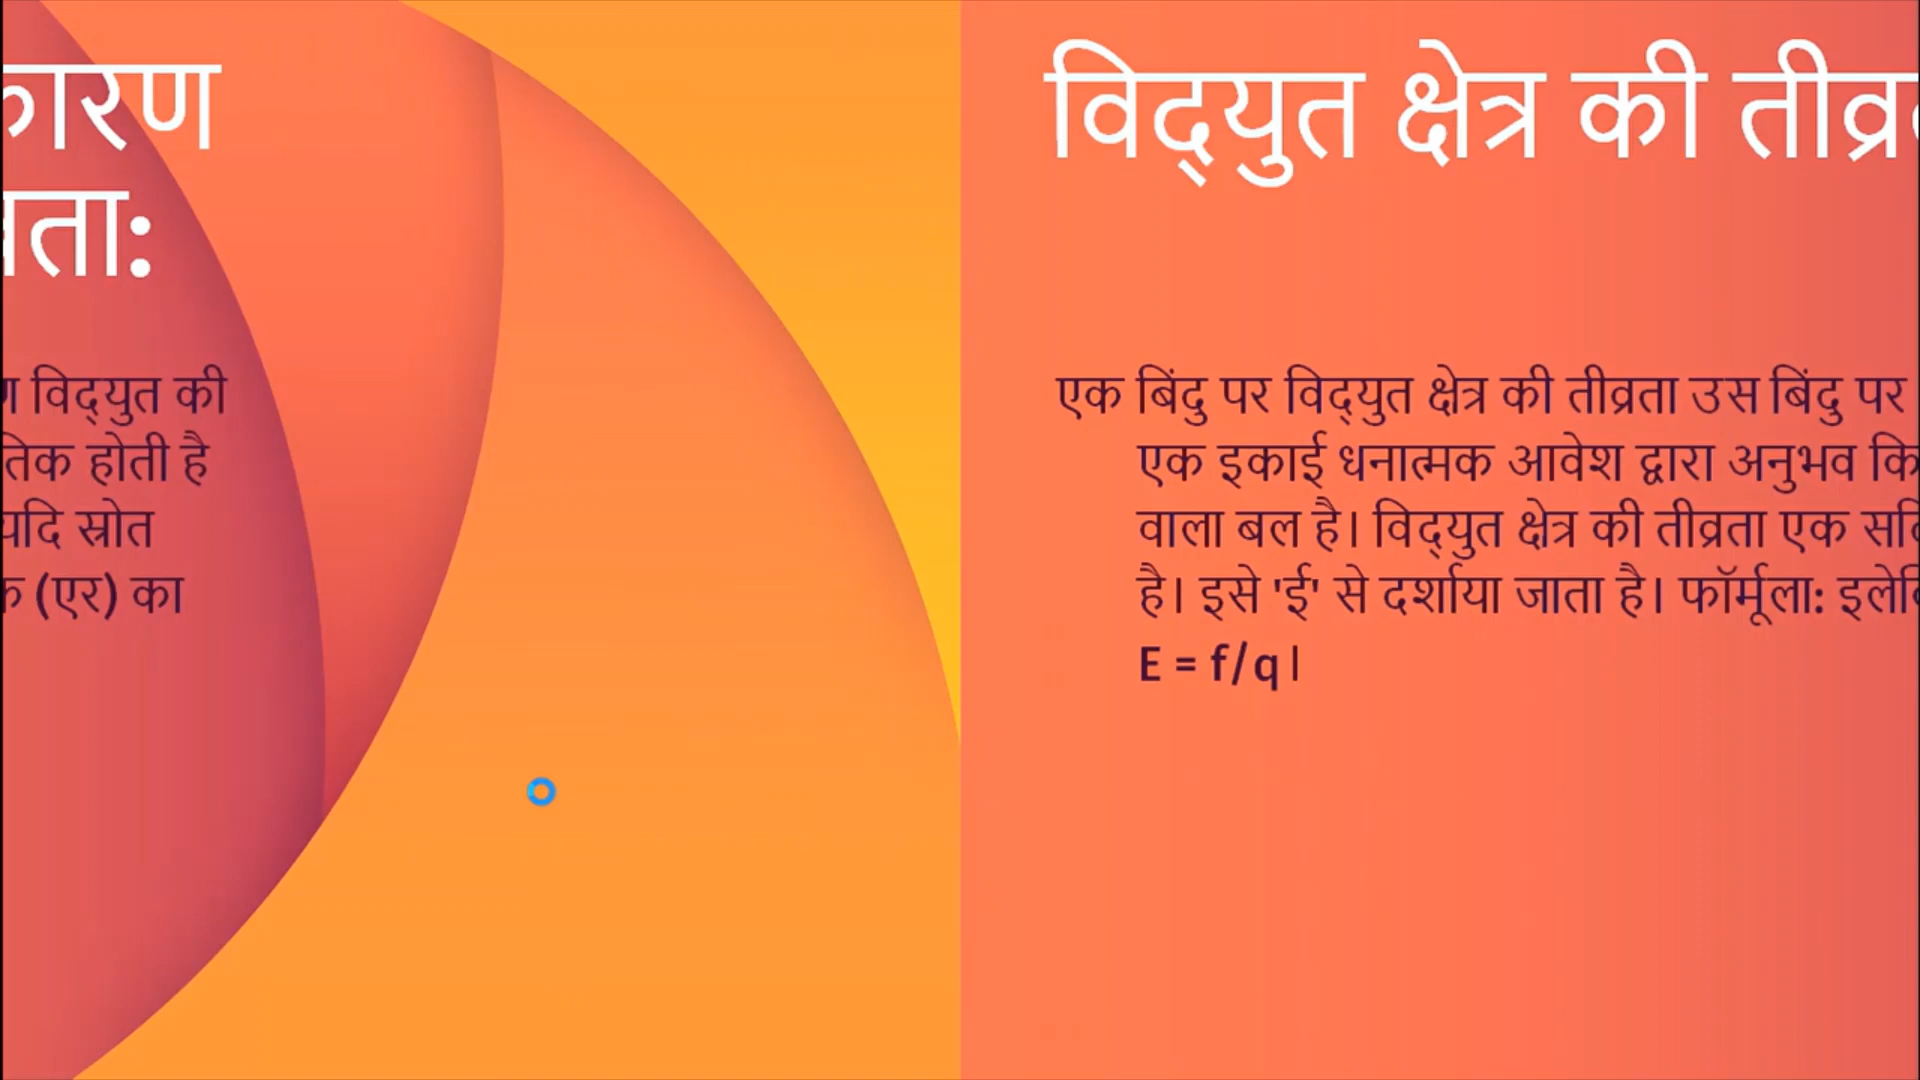 कारण
विद्युत की
होती है
यदि स्रोत
(एर) का
विद्युत क्षेत्र की
एक बिंदु पर विद्युत क्षेत्र की तीव्रता उस बिंदु पर
एक इकाई धनात्मक आवेश द्वारा अनुभव
वाला बल है। विद्युत क्षेत्र की तीव्रता एक
है। इसे 'ई' से दर्शाया जाता है। फॉर्मूला:
E = f/q |